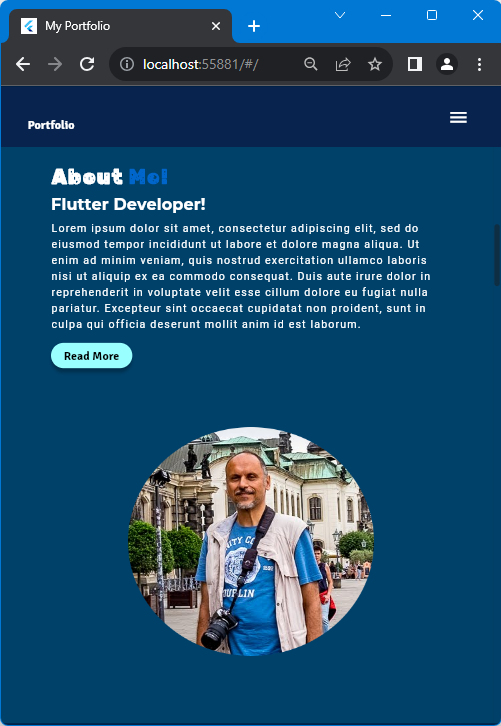 My Portfolio
localhost:55881/#/
Portfolio
About Me!
Flutter Developer!
Lorem ipsum dolor sit amet, consectetur adipiscing elit, sed do
eiusmod tempor incididunt ut labore et dolore magna aliqua. Ut
enim ad minim veniam, quis nostrud exercitation ullamco laboris
nisi ut aliquip ex ea commodo consequat. Duis aute irure dolor in
reprehenderit in voluptate velit esse cillum dolore eu fugiat nulla
pariatur. Excepteur sint occaecat cupidatat non proident, sunt in
culpa qui officia deserunt mollit anim id est laborum.
Read More